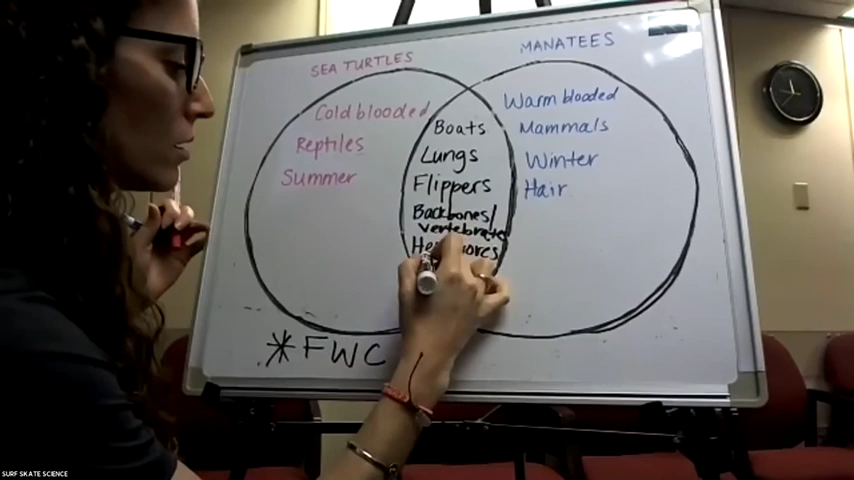 SEA TURTLES
MANATEES
Cold blooded
Reptiles
Summer
Boats
Lungs
Flippers
Backbones/
vertebrates
Warm blooded
Mammals
Winter
Hair
*FWC
SURF SKATE SCIENCE